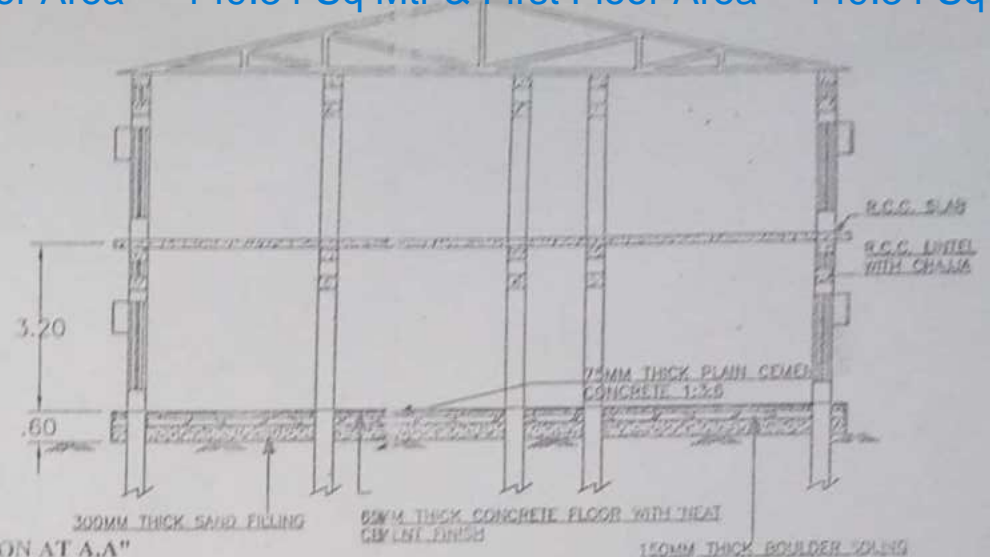 R.C.C. SLAB
R.C.C. LINTEL
WITH CHAJJA
3.20
75MM THICK PLAIN CEMEN
CONCRETE 1:3:6
.60
300MM THICK SAND FILLING
THICK CONCRETE FLOOR WITH NEAT
CEMENT FINISH
150MM THICK BOULDER SOLING
ON AT A.A"